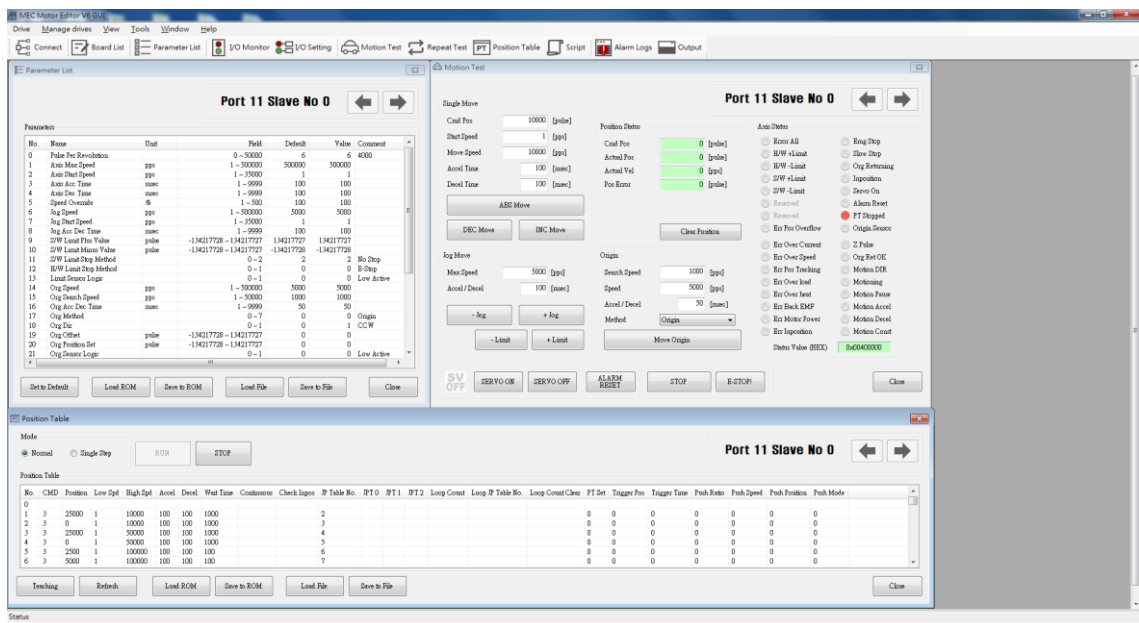 MEC Motor Editor V6 GUI
Drive Manage drives View Tools Window Help
Connect Board List Parameter List I/O Monitor I/O Setting Motion Test Repeat Test PT Position Table Script Alarm Logs Output
Parameter List
Port 11 Slave No 0
Parameters
No. Name Unit Field Default Value Comment
0 Pulse Per Revolution 0 ~ 50000 6 6 4000
1 Axis Max Speed pps 1 ~ 500000 500000 500000
2 Axis Start Speed pps 1 ~ 35000 1 1
3 Axis Acc Time msec 1 ~ 9999 100 100
4 Axis Dec Time msec 1 ~ 9999 100 100
5 Speed Override % 1 ~ 500 100 100
6 Jog Speed pps 1 ~ 500000 5000 5000
7 Jog Start Speed pps 1 ~ 35000 1 1
8 Jog Acc Dec Time msec 1 ~ 9999 100 100
9 S/W Limit Plus Value pulse -134217728 ~ 134217727 134217727 134217727
10 S/W Limit Minus Value pulse -134217728 ~ 134217727 -134217728 -134217728
11 S/W Limit Stop Method 0 ~ 2 2 2 No Stop
12 H/W Limit Stop Method 0 ~ 1 0 0 E-Stop
13 Limit Sensor Logic 0 ~ 1 0 0 Low Active
14 Org Speed pps 1 ~ 500000 5000 5000
15 Org Search Speed pps 1 ~ 50000 1000 1000
16 Org Acc Dec Time msec 1 ~ 9999 50 50
17 Org Method 0 ~ 7 0 0 Origin
18 Org Dir 0 ~ 1 0 1 CCW
19 Org Offset pulse -134217728 ~ 134217727 0 0
20 Org Position Set pulse -134217728 ~ 134217727 0 0
21 Org Sensor Logic 0 ~ 1 0 0 Low Active
Set to Default Load ROM Save to ROM Load File Save to File Close
Motion Test
Port 11 Slave No 0
Single Move
Cmd Pos 10000 [pulse]
Start Speed 1 [pps]
Move Speed 10000 [pps]
Accel Time 100 [msec]
Decel Time 100 [msec]
ABS Move
DEC Move INC Move
Position Status
Cmd Pos 0 [pulse]
Actual Pos 0 [pulse]
Actual Vel 0 [pps]
Pos Error 0 [pulse]
Clear Position
Jog Move
Max Speed 5000 [pps]
Accel / Decel 100 [msec]
- Jog + Jog
- Limit + Limit
Origin
Search Speed 1000 [pps]
Speed 5000 [pps]
Accel / Decel 50 [msec]
Method Origin
Move Origin
Axis Status
Error All Emg Stop
H/W +Limit Slow Stop
H/W -Limit Org Returning
S/W +Limit Inposition
S/W -Limit Servo On
Reserved Alarm Reset
Reserved PT Stopped
Err Pos Overflow Origin Sensor
Err Over Current Z Pulse
Err Over Speed Org Ret OK
Err Pos Tracking Motion DIR
Err Over load Motioning
Err Over heat Motion Pause
Err Back EMF Motion Accel
Err Motor Power Motion Decel
Err Inposition Motion Const
Status Value (HEX) 0x00400000
SV OFF SERVO ON SERVO OFF ALARM RESET STOP E-STOP! Close
Position Table
Mode
Normal Single Step RUN STOP
Port 11 Slave No 0
Position Table
No. CMD Position Low Spd High Spd Accel Decel Wait Time Continuous Check Inpos JP Table No. JPT 0 JPT 1 JPT 2 Loop Count Loop JP Table No. Loop Count Clear PT Set Trigger Pos Trigger Time Push Ratio Push Speed Push Position Push Mode
0
1 3 25000 1 10000 100 100 1000 2 0 0 0 0 0 0 0
2 3 0 1 10000 100 100 1000 3 0 0 0 0 0 0 0
3 3 25000 1 50000 100 100 1000 4 0 0 0 0 0 0 0
4 3 0 1 50000 100 100 1000 5 0 0 0 0 0 0 0
5 3 2500 1 100000 100 100 100 6 0 0 0 0 0 0 0
6 3 5000 1 100000 100 100 100 7 0 0 0 0 0 0 0
Teaching Refresh Load ROM Save to ROM Load File Save to File Close
Status